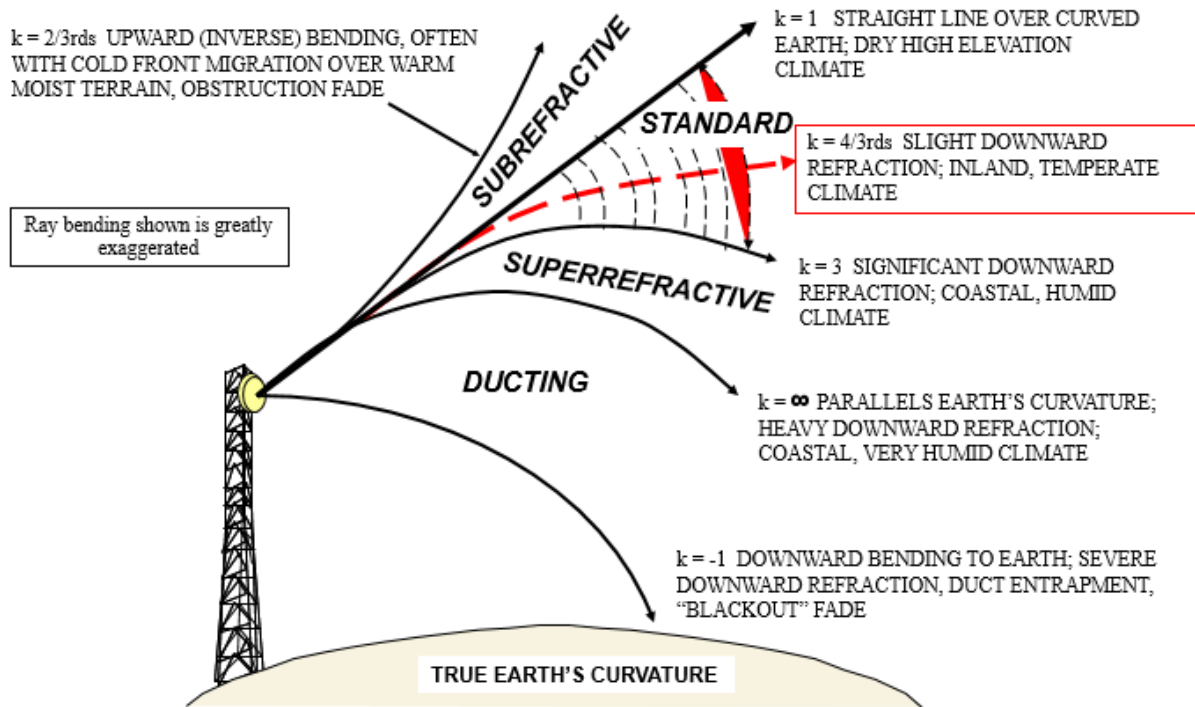 k = 2/3rds UPWARD (INVERSE) BENDING, OFTEN
WITH COLD FRONT MIGRATION OVER WARM
MOIST TERRAIN, OBSTRUCTION FADE
k = 1 STRAIGHT LINE OVER CURVED
EARTH; DRY HIGH ELEVATION
CLIMATE
SUBREFRACTIVE
STANDARD
k = 4/3rds SLIGHT DOWNWARD
REFRACTION; INLAND, TEMPERATE
CLIMATE
Ray bending shown is greatly
exaggerated
SUPERREFRACTIVE
k = 3 SIGNIFICANT DOWNWARD
REFRACTION; COASTAL, HUMID
CLIMATE
DUCTING
k = ∞ PARALLELS EARTH'S CURVATURE;
HEAVY DOWNWARD REFRACTION;
COASTAL, VERY HUMID CLIMATE
k = -1 DOWNWARD BENDING TO EARTH; SEVERE
DOWNWARD REFRACTION, DUCT ENTRAPMENT,
“BLACKOUT” FADE
TRUE EARTH'S CURVATURE